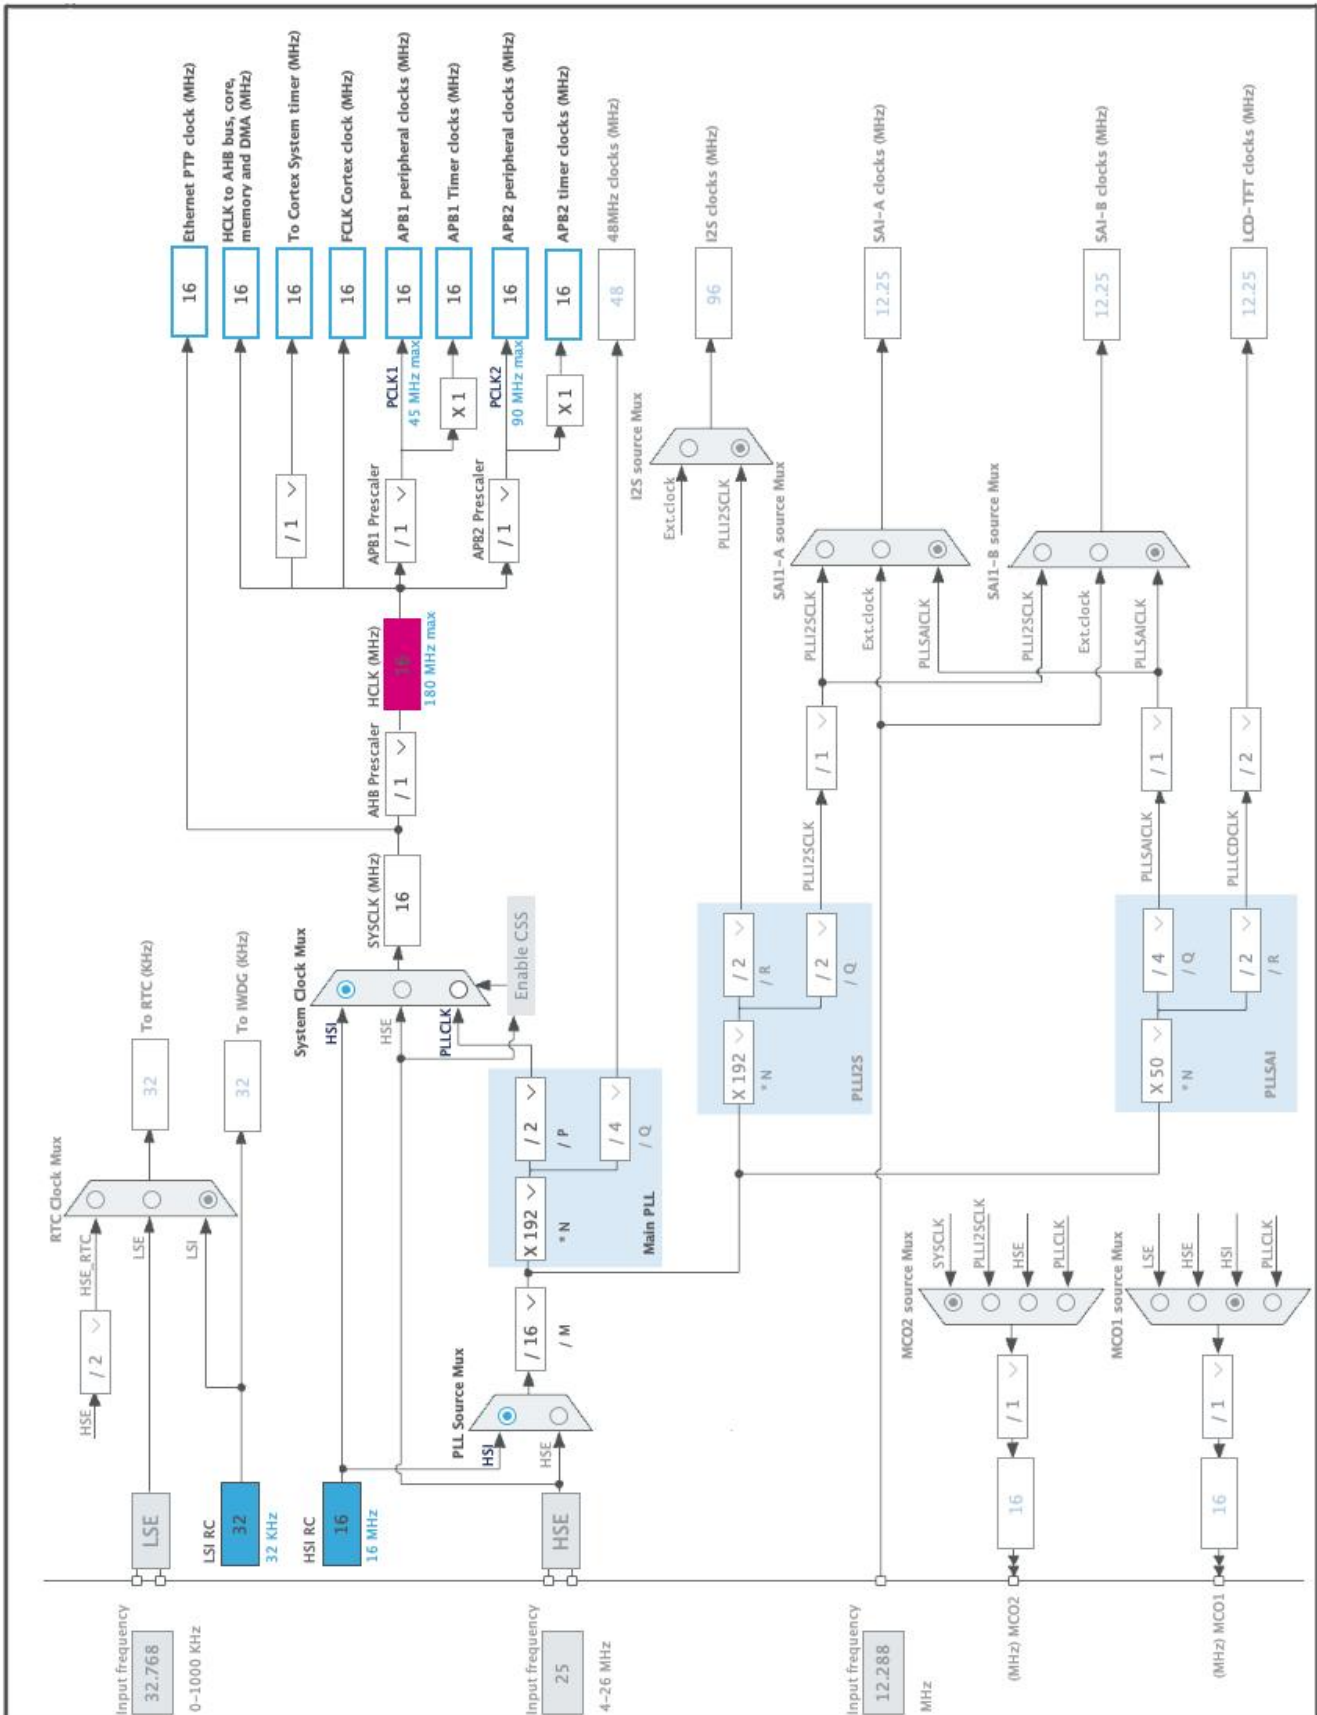 Input frequency
32.768
0-1000 KHz
LSE
HSE
/ 2
HSE_RTC
LSE
LSI
RTC Clock Mux
32
To RTC (KHz)
LSI RC
32
32 KHz
32
To IWDG (KHz)
HSI RC
16
16 MHz
Input frequency
25
4-26 MHz
HSE
PLL Source Mux
HSI
HSE
/ 16
/ M
X 192
* N
/ 2
/ P
/ 4
/ Q
Main PLL
System Clock Mux
HSI
HSE
PLLCLK
Enable CSS
SYSCLK (MHz)
16
AHB Prescaler
/ 1
HCLK (MHz)
16
180 MHz max
/ 1
APB1 Prescaler
/ 1
PCLK1
45 MHz max
X 1
APB2 Prescaler
/ 1
PCLK2
90 MHz max
X 1
16
Ethernet PTP clock (MHz)
16
HCLK to AHB bus, core,
memory and DMA (MHz)
16
To Cortex System timer (MHz)
16
FCLK Cortex clock (MHz)
16
APB1 peripheral clocks (MHz)
16
APB1 Timer clocks (MHz)
16
APB2 peripheral clocks (MHz)
16
APB2 timer clocks (MHz)
48
48MHz clocks (MHz)
X 192
* N
/ 2
/ R
/ 2
/ Q
PLLI2S
PLLI2SCLK
/ 1
I2S source Mux
Ext.clock
PLLI2SCLK
96
I2S clocks (MHz)
Input frequency
12.288
MHz
SAI1-A source Mux
PLLI2SCLK
Ext.clock
PLLSAICLK
12.25
SAI-A clocks (MHz)
SAI1-B source Mux
PLLI2SCLK
Ext.clock
PLLSAICLK
12.25
SAI-B clocks (MHz)
X 50
* N
/ 4
/ Q
/ 2
/ R
PLLSAI
PLLSAICLK
/ 1
PLLLCDCLK
/ 2
12.25
LCD-TFT clocks (MHz)
MCO2 source Mux
SYSCLK
PLLI2SCLK
HSE
PLLCLK
/ 1
16
(MHz) MCO2
MCO1 source Mux
LSE
HSE
HSI
PLLCLK
/ 1
16
(MHz) MCO1